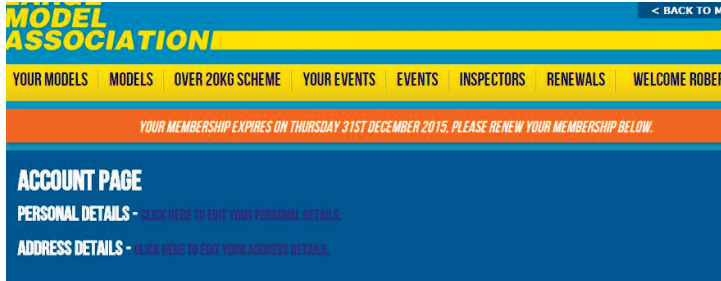 LARGE
< BACK TO M
MODEL
ASSOCIATION
YOUR MODELS MODELS OVER 20KG SCHEME YOUR EVENTS EVENTS INSPECTORS RENEWALS WELCOME ROBER
YOUR MEMBERSHIP EXPIRES ON THURSDAY 31ST DECEMBER 2015, PLEASE RENEW YOUR MEMBERSHIP BELOW.
ACCOUNT PAGE
PERSONAL DETAILS - CLICK HERE TO EDIT YOUR PERSONAL DETAILS.
ADDRESS DETAILS - CLICK HERE TO EDIT YOUR ADDRESS DETAILS.